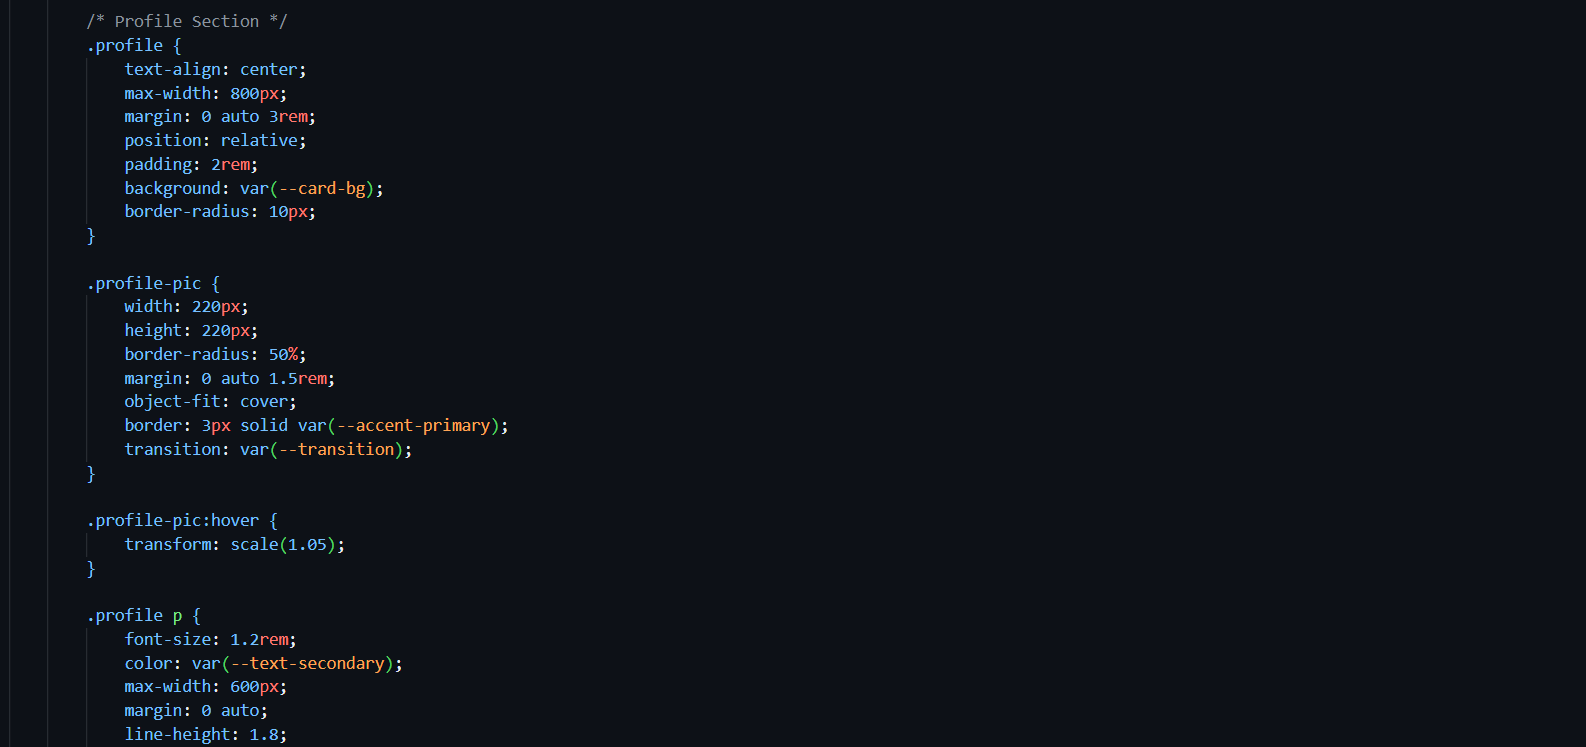 /* Profile Section */
.profile {
text-align: center;
max-width: 800px;
margin: 0 auto 3rem;
position: relative;
padding: 2rem;
background: var(--card-bg);
border-radius: 10px;
}
.profile-pic {
width: 220px;
height: 220px;
border-radius: 50%;
margin: 0 auto 1.5rem;
object-fit: cover;
border: 3px solid var(--accent-primary);
transition: var(--transition);
}
.profile-pic:hover {
transform: scale(1.05);
}
.profile p {
font-size: 1.2rem;
color: var(--text-secondary);
max-width: 600px;
margin: 0 auto;
line-height: 1.8;